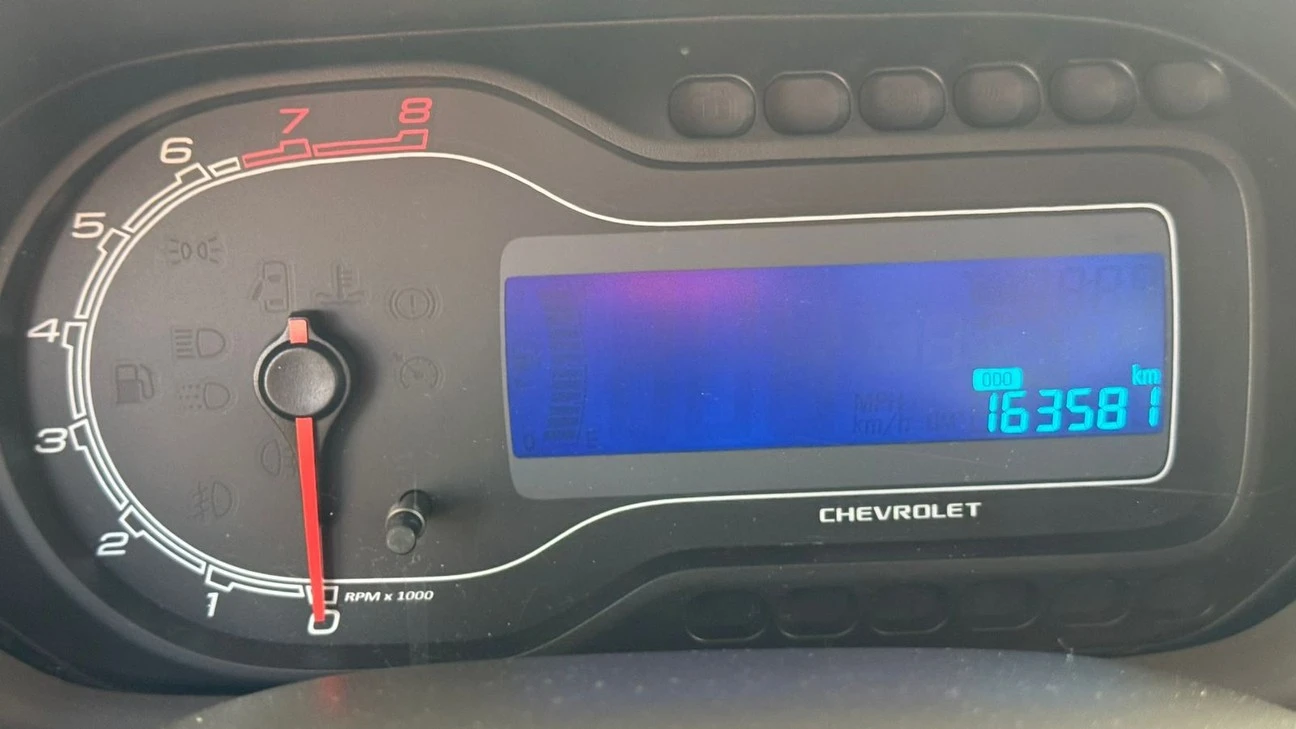 8
7
6
5
4
3
2
1
0
RPM x 1000
000
km
163581
MPH
km/h
E
CHEVROLET